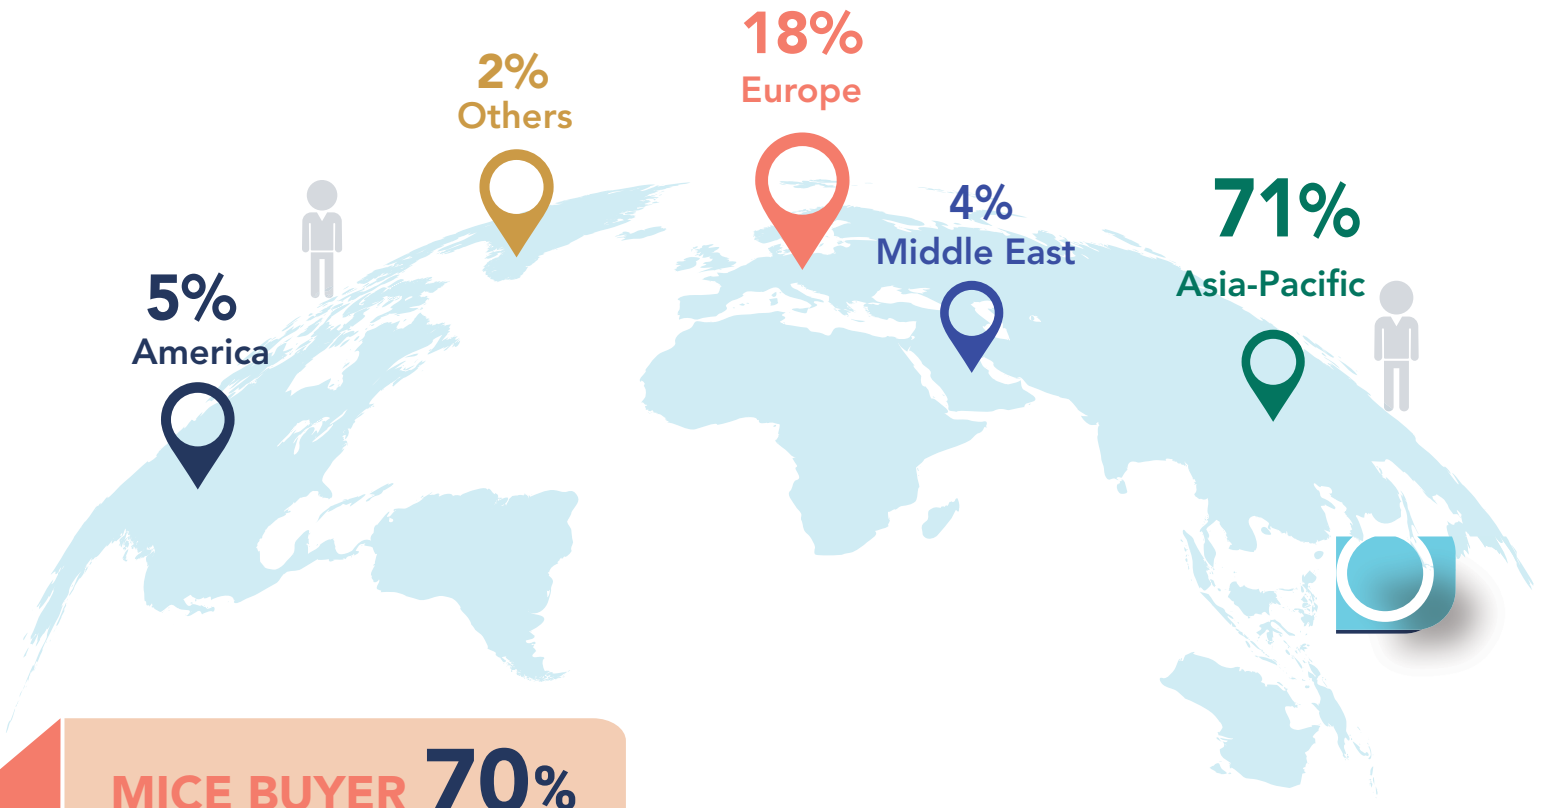 18%
Europe
2%
Others
4%
Middle East
71%
Asia-Pacific
5%
America
MICE BUYER 70%